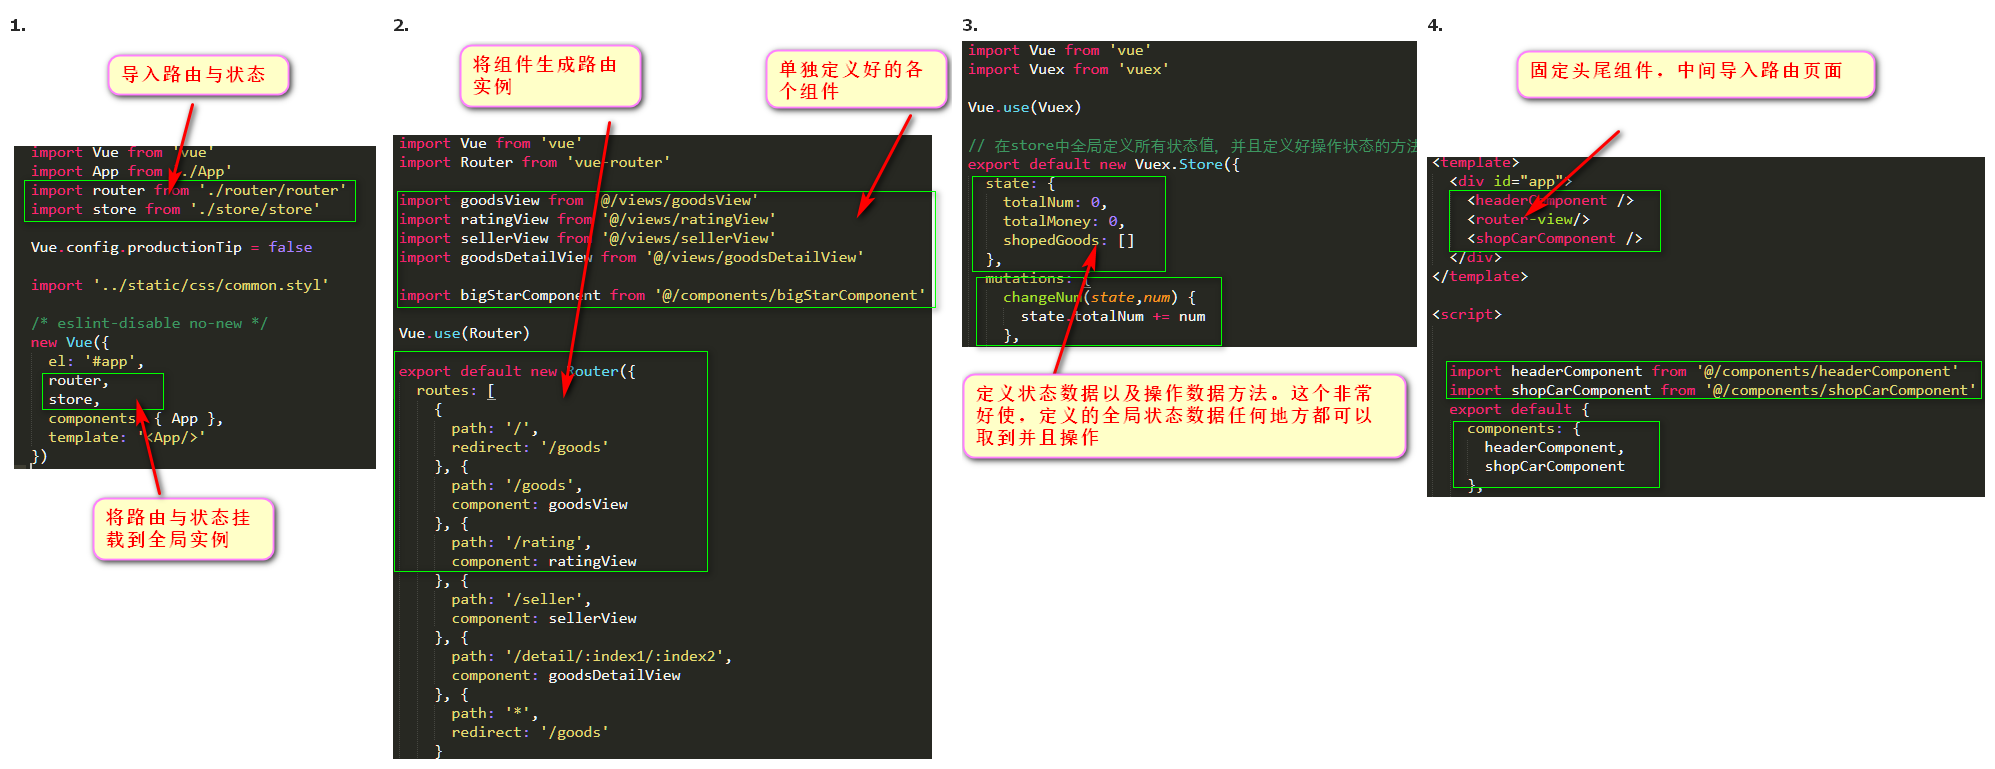 1.
导入路由与状态
import Vue from 'vue'
import App from './App'
import router from './router/router'
import store from './store/store'
Vue.config.productionTip = false
import '../static/css/common.styl'
/* eslint-disable no-new */
new Vue({
el: '#app',
router,
store,
components: { App },
template: '<App/>'
})
将路由与状态挂
载到全局实例
2.
将组件生成路由
实例
单独定义好的各
个组件
import Vue from 'vue'
import Router from 'vue-router'
import goodsView from '@/views/goodsView'
import ratingView from '@/views/ratingView'
import sellerView from '@/views/sellerView'
import goodsDetailView from '@/views/goodsDetailView'
import bigStarComponent from '@/components/bigStarComponent'
Vue.use(Router)
export default new Router({
routes: [
{
path: '/',
redirect: '/goods'
}, {
path: '/goods',
component: goodsView
}, {
path: '/rating',
component: ratingView
}, {
path: '/seller',
component: sellerView
}, {
path: '/detail/:index1/:index2',
component: goodsDetailView
}, {
path: '*',
redirect: '/goods'
}
3.
import Vue from 'vue'
import Vuex from 'vuex'
Vue.use(Vuex)
// 在store中全局定义所有状态值，并且定义好操作状态的方法
export default new Vuex.Store({
state: {
totalNum: 0,
totalMoney: 0,
shopedGoods: []
},
mutations: {
changeNum(state,num) {
state.totalNum += num
},
定义状态数据以及操作数据方法。这个非常
好使．定义的全局状态数据任何地方都可以
取到并且操作
4.
固定头尾组件．中间导入路由页面
<template>
<div id="app">
<headerComponent />
<router-view/>
<shopCarComponent />
</div>
</template>
<script>
import headerComponent from '@/components/headerComponent'
import shopCarComponent from '@/components/shopCarComponent'
export default {
components: {
headerComponent,
shopCarComponent
},